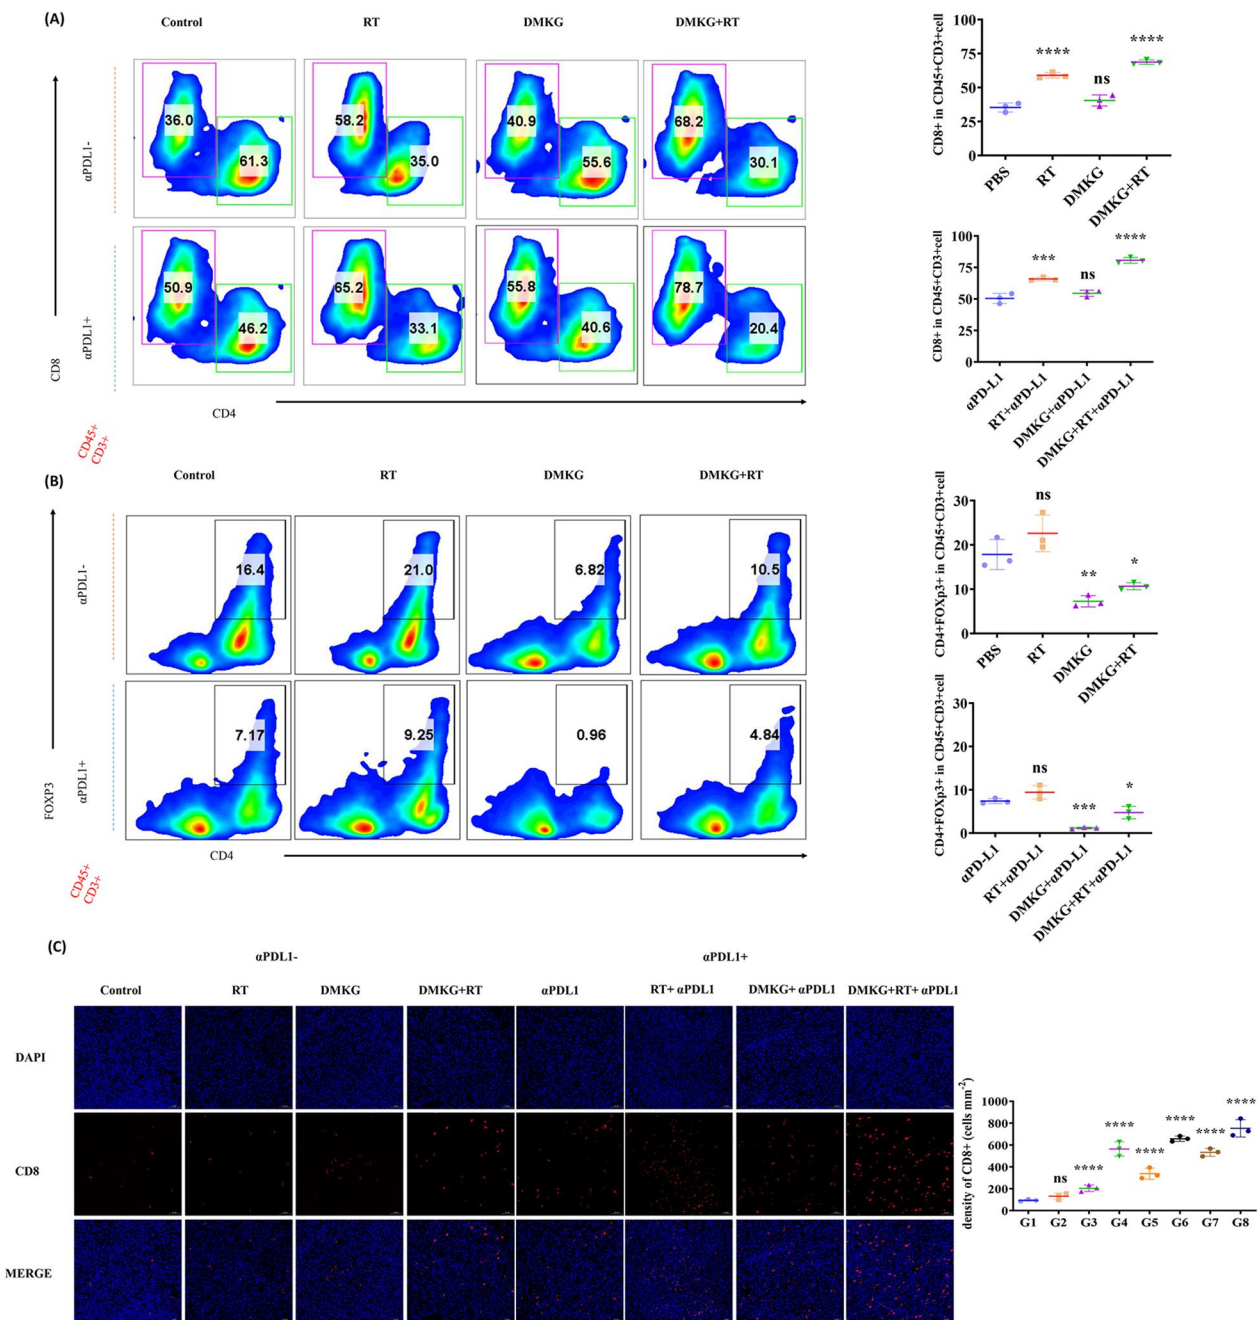 (A)
Control RT DMKG DMKG+RT
αPDL1-
36.0 61.3 58.2 35.0 40.9 55.6 68.2 30.1
αPDL1+
50.9 46.2 65.2 33.1 55.8 40.6 78.7 20.4
CD8
CD4
CD45+
CD3+
CD8+ in CD45+CD3+cell
100
75
50
25
0
PBS RT DMKG DMKG+RT
**** ns ****
CD8+ in CD45+CD3+cell
100
75
50
25
0
αPD-L1 RT+αPD-L1 DMKG+αPD-L1 DMKG+RT+αPD-L1
*** ns ****
(B)
Control RT DMKG DMKG+RT
αPDL1-
16.4 21.0 6.82 10.5
αPDL1+
7.17 9.25 0.96 4.84
FOXP3
CD4
CD45+
CD3+
CD4+FOXp3+ in CD45+CD3+cell
30
20
10
0
PBS RT DMKG DMKG+RT
ns ** *
CD4+FOXp3+ in CD45+CD3+cell
30
20
10
0
αPD-L1 RT+αPD-L1 DMKG+αPD-L1 DMKG+RT+αPD-L1
ns *** *
(C)
αPDL1- αPDL1+
Control RT DMKG DMKG+RT αPDL1 RT+ αPDL1 DMKG+ αPDL1 DMKG+RT+ αPDL1
DAPI
CD8
MERGE
density of CD8+ (cells mm-2)
1000
800
600
400
200
0
G1 G2 G3 G4 G5 G6 G7 G8
ns **** **** **** **** **** ****